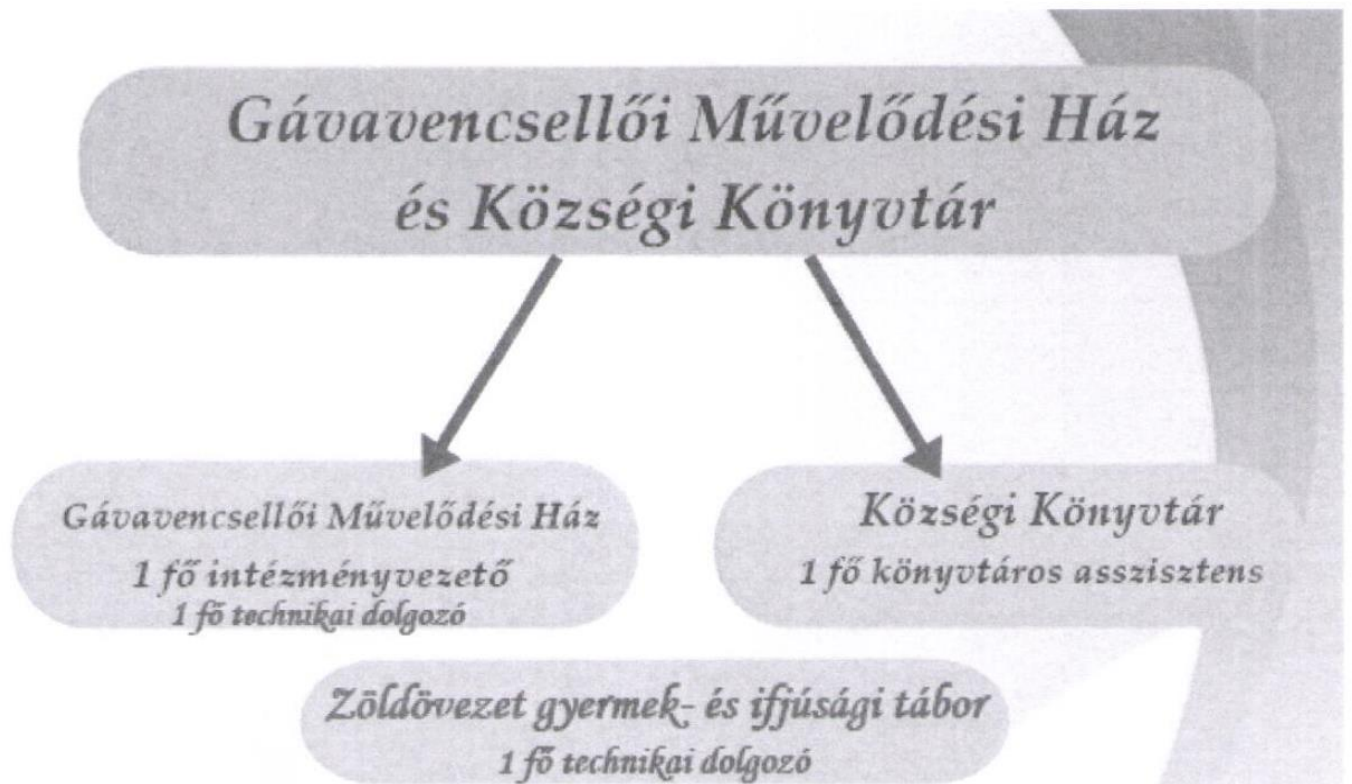 Gávavencsellői Művelődési Ház
és Községi Könyvtár
Gávavencsellői Művelődési Ház
1 fő intézményvezető
1 fő technikai dolgozó
Községi Könyvtár
1 fő könyvtáros asszisztens
Zöldövezet gyermek- és ifjúsági tábor
1 fő technikai dolgozó